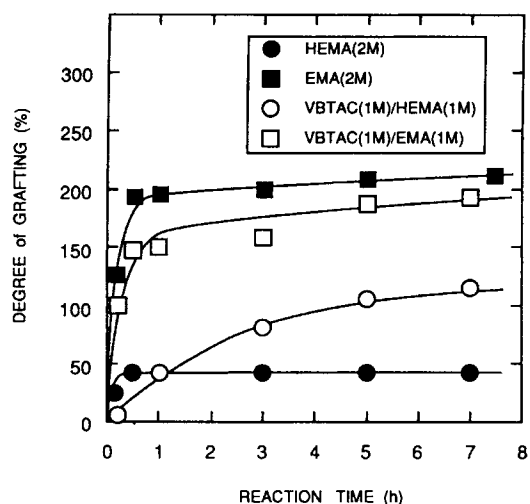 DEGREE of GRAFTING (%)
300
250
200
150
100
50
0
HEMA(2M)
EMA(2M)
VBTAC(1M)/HEMA(1M)
VBTAC(1M)/EMA(1M)
0 1 2 3 4 5 6 7 8
REACTION TIME (h)